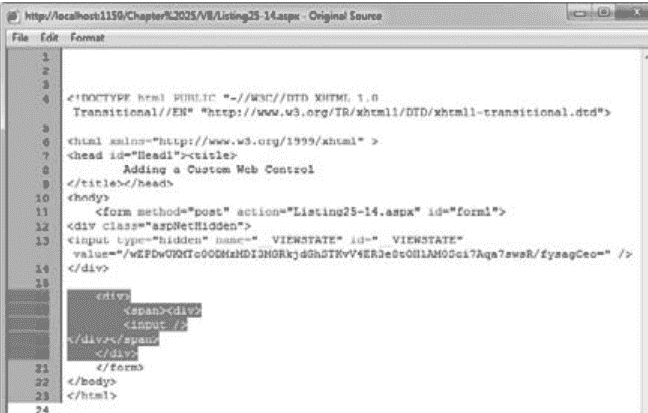 http://localhost:1159/Chapter%2025/VB/Listing25-14.aspx - Original Source
File Edit Format
1
2
3
4 <!DOCTYPE html PUBLIC "-//W3C//DTD XHTML 1.0
Transitional//EN" "http://www.w3.org/TR/xhtml1/DTD/xhtml1-transitional.dtd">
5
6 <html xmlns="http://www.w3.org/1999/xhtml" >
7 <head id="Head1"><title>
8 Adding a Custom Web Control
9 </title></head>
10 <body>
11 <form method="post" action="Listing25-14.aspx" id="form1">
12 <div class="aspNetHidden">
13 <input type="hidden" name="__VIEWSTATE" id="__VIEWSTATE"
" />
14 </div>
15
<div>
<span><div>
<input />
</div></span>
</div>
21 </form>
22 </body>
23 </html>
24